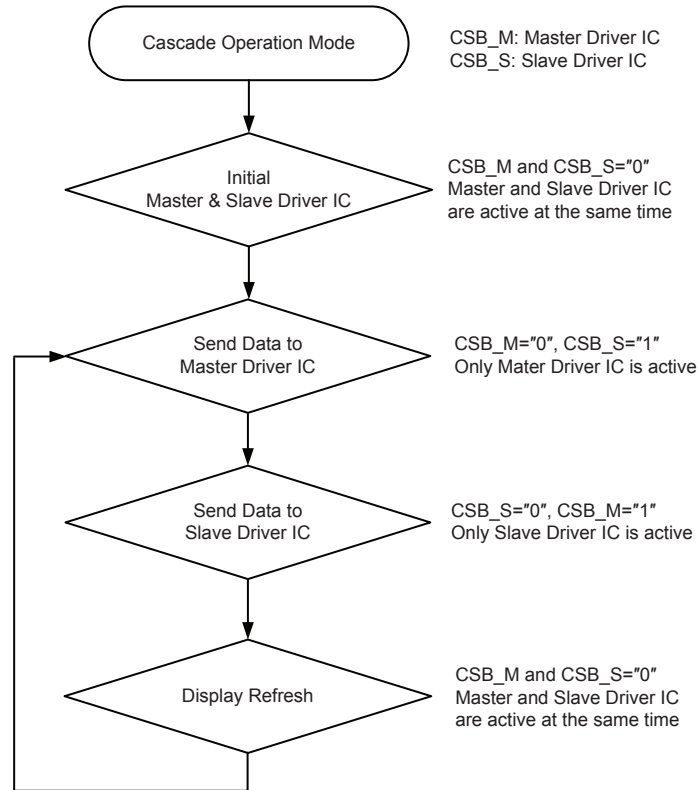 Cascade Operation Mode
CSB_M: Master Driver IC
CSB_S: Slave Driver IC
Initial
Master & Slave Driver IC
CSB_M and CSB_S="0"
Master and Slave Driver IC
are active at the same time
Send Data to
Master Driver IC
CSB_M="0", CSB_S="1"
Only Mater Driver IC is active
Send Data to
Slave Driver IC
CSB_S="0", CSB_M="1"
Only Slave Driver IC is active
Display Refresh
CSB_M and CSB_S="0"
Master and Slave Driver IC
are active at the same time